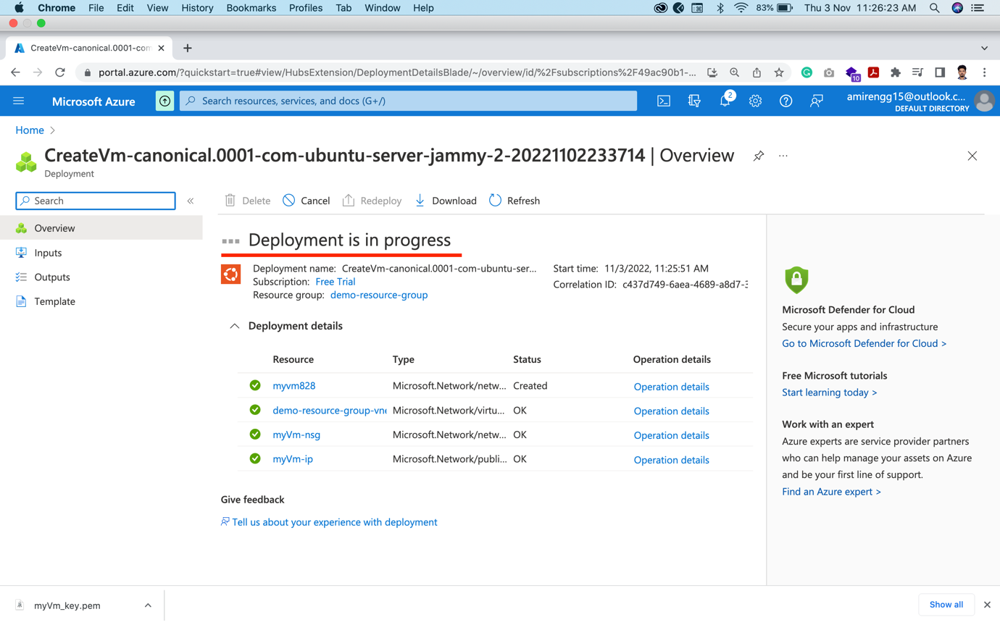 Chrome File Edit View History Bookmarks Profiles Tab Window Help 83% Thu 3 Nov 11:26:23 AM
CreateVm-canonical.0001-com
portal.azure.com/?quickstart=true#view/HubsExtension/DeploymentDetailsBlade/~/overview/id/%2Fsubscriptions%2F49ac90b1-... 10
Microsoft Azure Search resources, services, and docs (G+/) 2 amirengg15@outlook.c...
DEFAULT DIRECTORY
Home
CreateVm-canonical.0001-com-ubuntu-server-jammy-2-20221102233714 | Overview ...
Deployment
Search «
Delete Cancel Redeploy Download Refresh
Overview
Inputs
Outputs
Template
Deployment is in progress
Deployment name: CreateVm-canonical.0001-com-ubuntu-ser... Start time: 11/3/2022, 11:25:51 AM
Subscription: Free Trial Correlation ID: c437d749-6aea-4689-a8d7-3
Resource group: demo-resource-group
Deployment details
Resource Type Status Operation details
myvm828 Microsoft.Network/netw... Created Operation details
demo-resource-group-vne Microsoft.Network/virtu... OK Operation details
myVm-nsg Microsoft.Network/netw... OK Operation details
myVm-ip Microsoft.Network/publi... OK Operation details
Give feedback
Tell us about your experience with deployment
Microsoft Defender for Cloud
Secure your apps and infrastructure
Go to Microsoft Defender for Cloud >
Free Microsoft tutorials
Start learning today >
Work with an expert
Azure experts are service provider partners
who can help manage your assets on Azure
and be your first line of support.
Find an Azure expert >
myVm_key.pem Show all